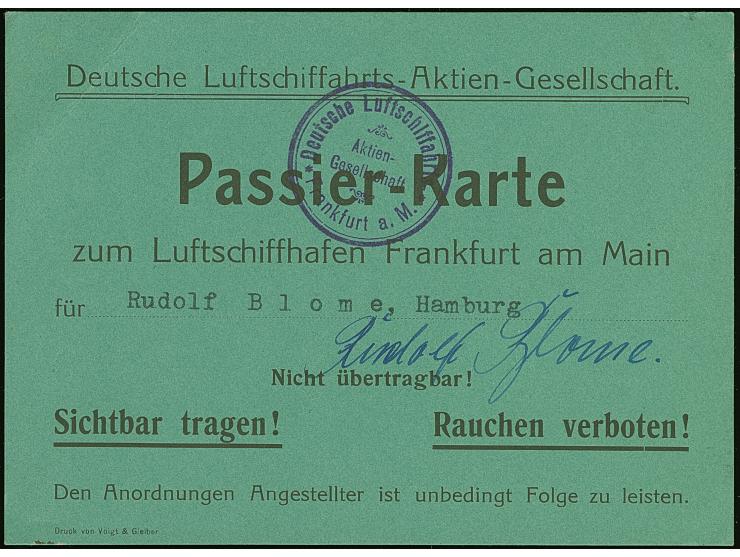 Deutsche Luftschiffahrts-Aktien-Gesellschaft.
* Deutsche Luftschiffahrt
Aktien-
Gesellschaft
Frankfurt a. M.
Passier-Karte
zum Luftschiffhafen Frankfurt am Main
für Rudolf B l o m e, Hamburg
Rudolf Blome.
Nicht übertragbar!
Sichtbar tragen! Rauchen verboten!
Den Anordnungen Angestellter ist unbedingt Folge zu leisten.
Druck von Voigt & Gleiber